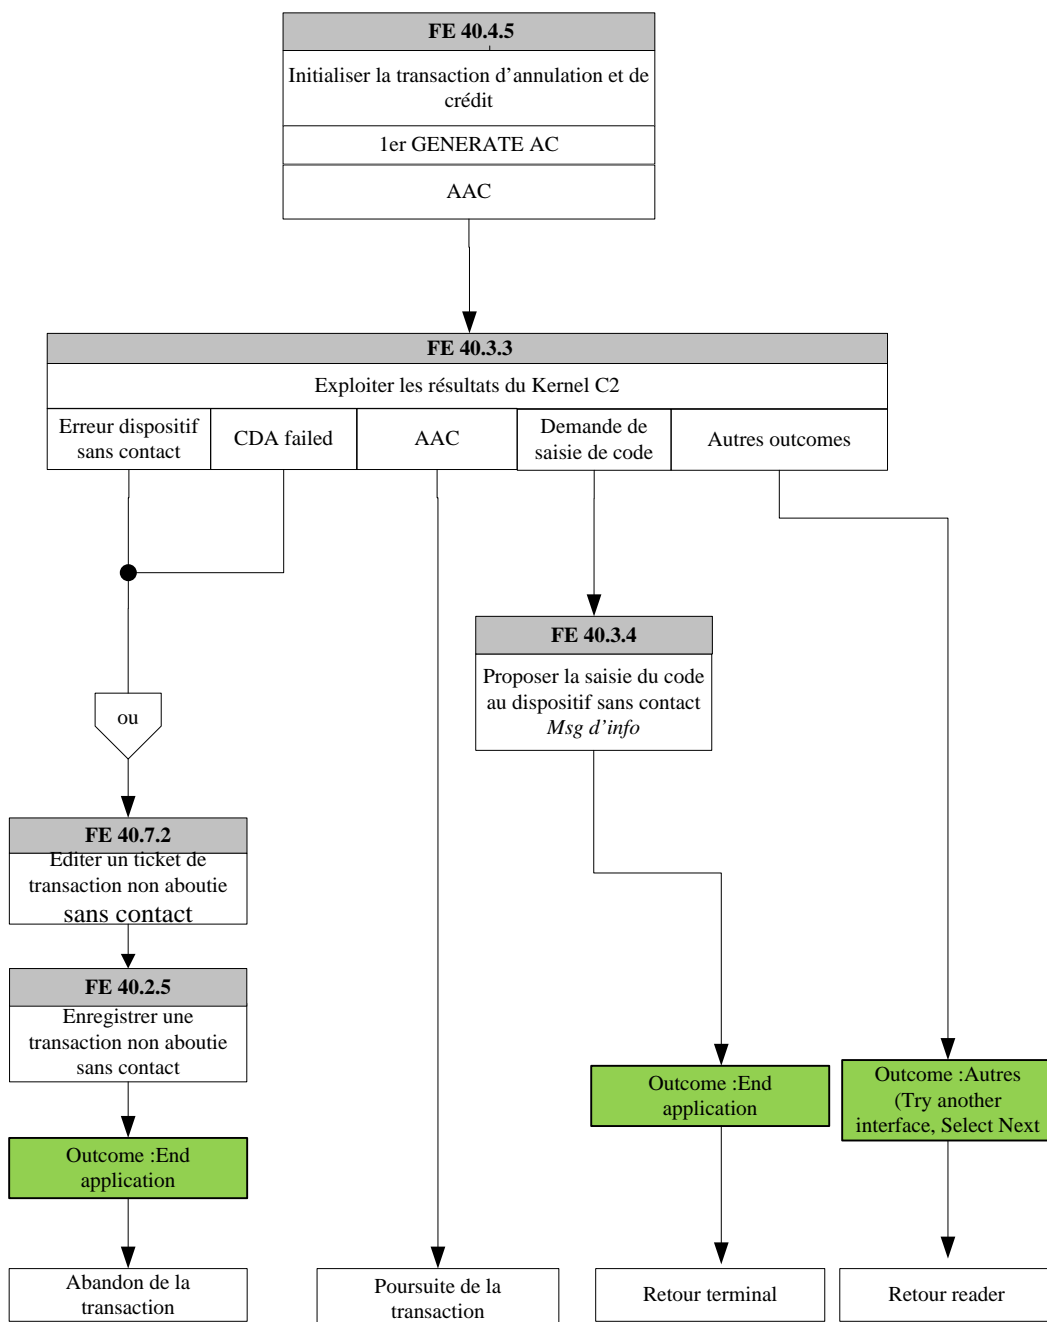 FE 40.4.5
Initialiser la transaction d'annulation et de
crédit
1er GENERATE AC
AAC
FE 40.3.3
Exploiter les résultats du Kernel C2
Erreur dispositif
sans contact
CDA failed
AAC
Demande de
saisie de code
Autres outcomes
FE 40.3.4
Proposer la saisie du code
au dispositif sans contact
Msg d'info
ou
FE 40.7.2
Editer un ticket de
transaction non aboutie
sans contact
FE 40.2.5
Enregistrer une
transaction non aboutie
sans contact
Outcome :End
application
Outcome :End
application
Outcome :Autres
(Try another
interface, Select Next
Abandon de la
transaction
Poursuite de la
transaction
Retour terminal
Retour reader